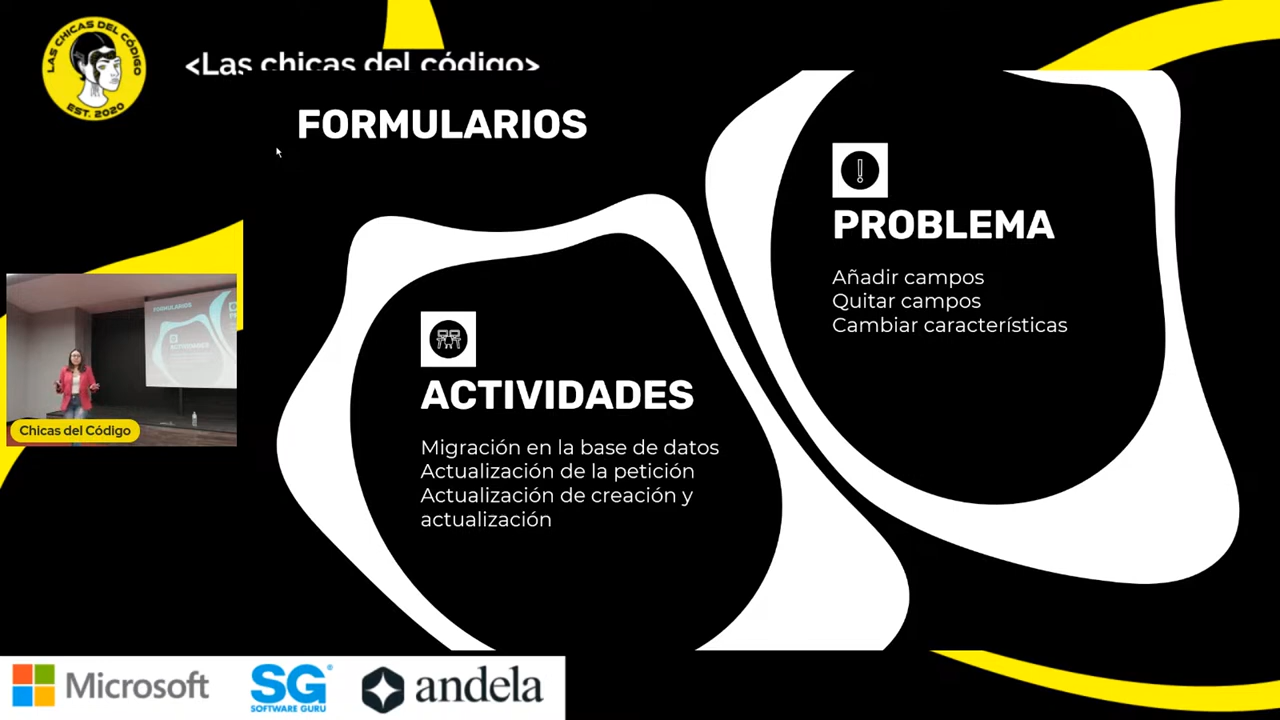 LAS CHICAS DEL CÓDIGO
EST. 2020
<Las chicas del código>
FORMULARIOS
PROBLEMA
Añadir campos
Quitar campos
Cambiar características
ACTIVIDADES
Migración en la base de datos
Actualización de la petición
Actualización de creación y
actualización
FORMULARIOS
ACTIVIDADES
Chicas del Código
Microsoft
SG
SOFTWARE GURU
andela